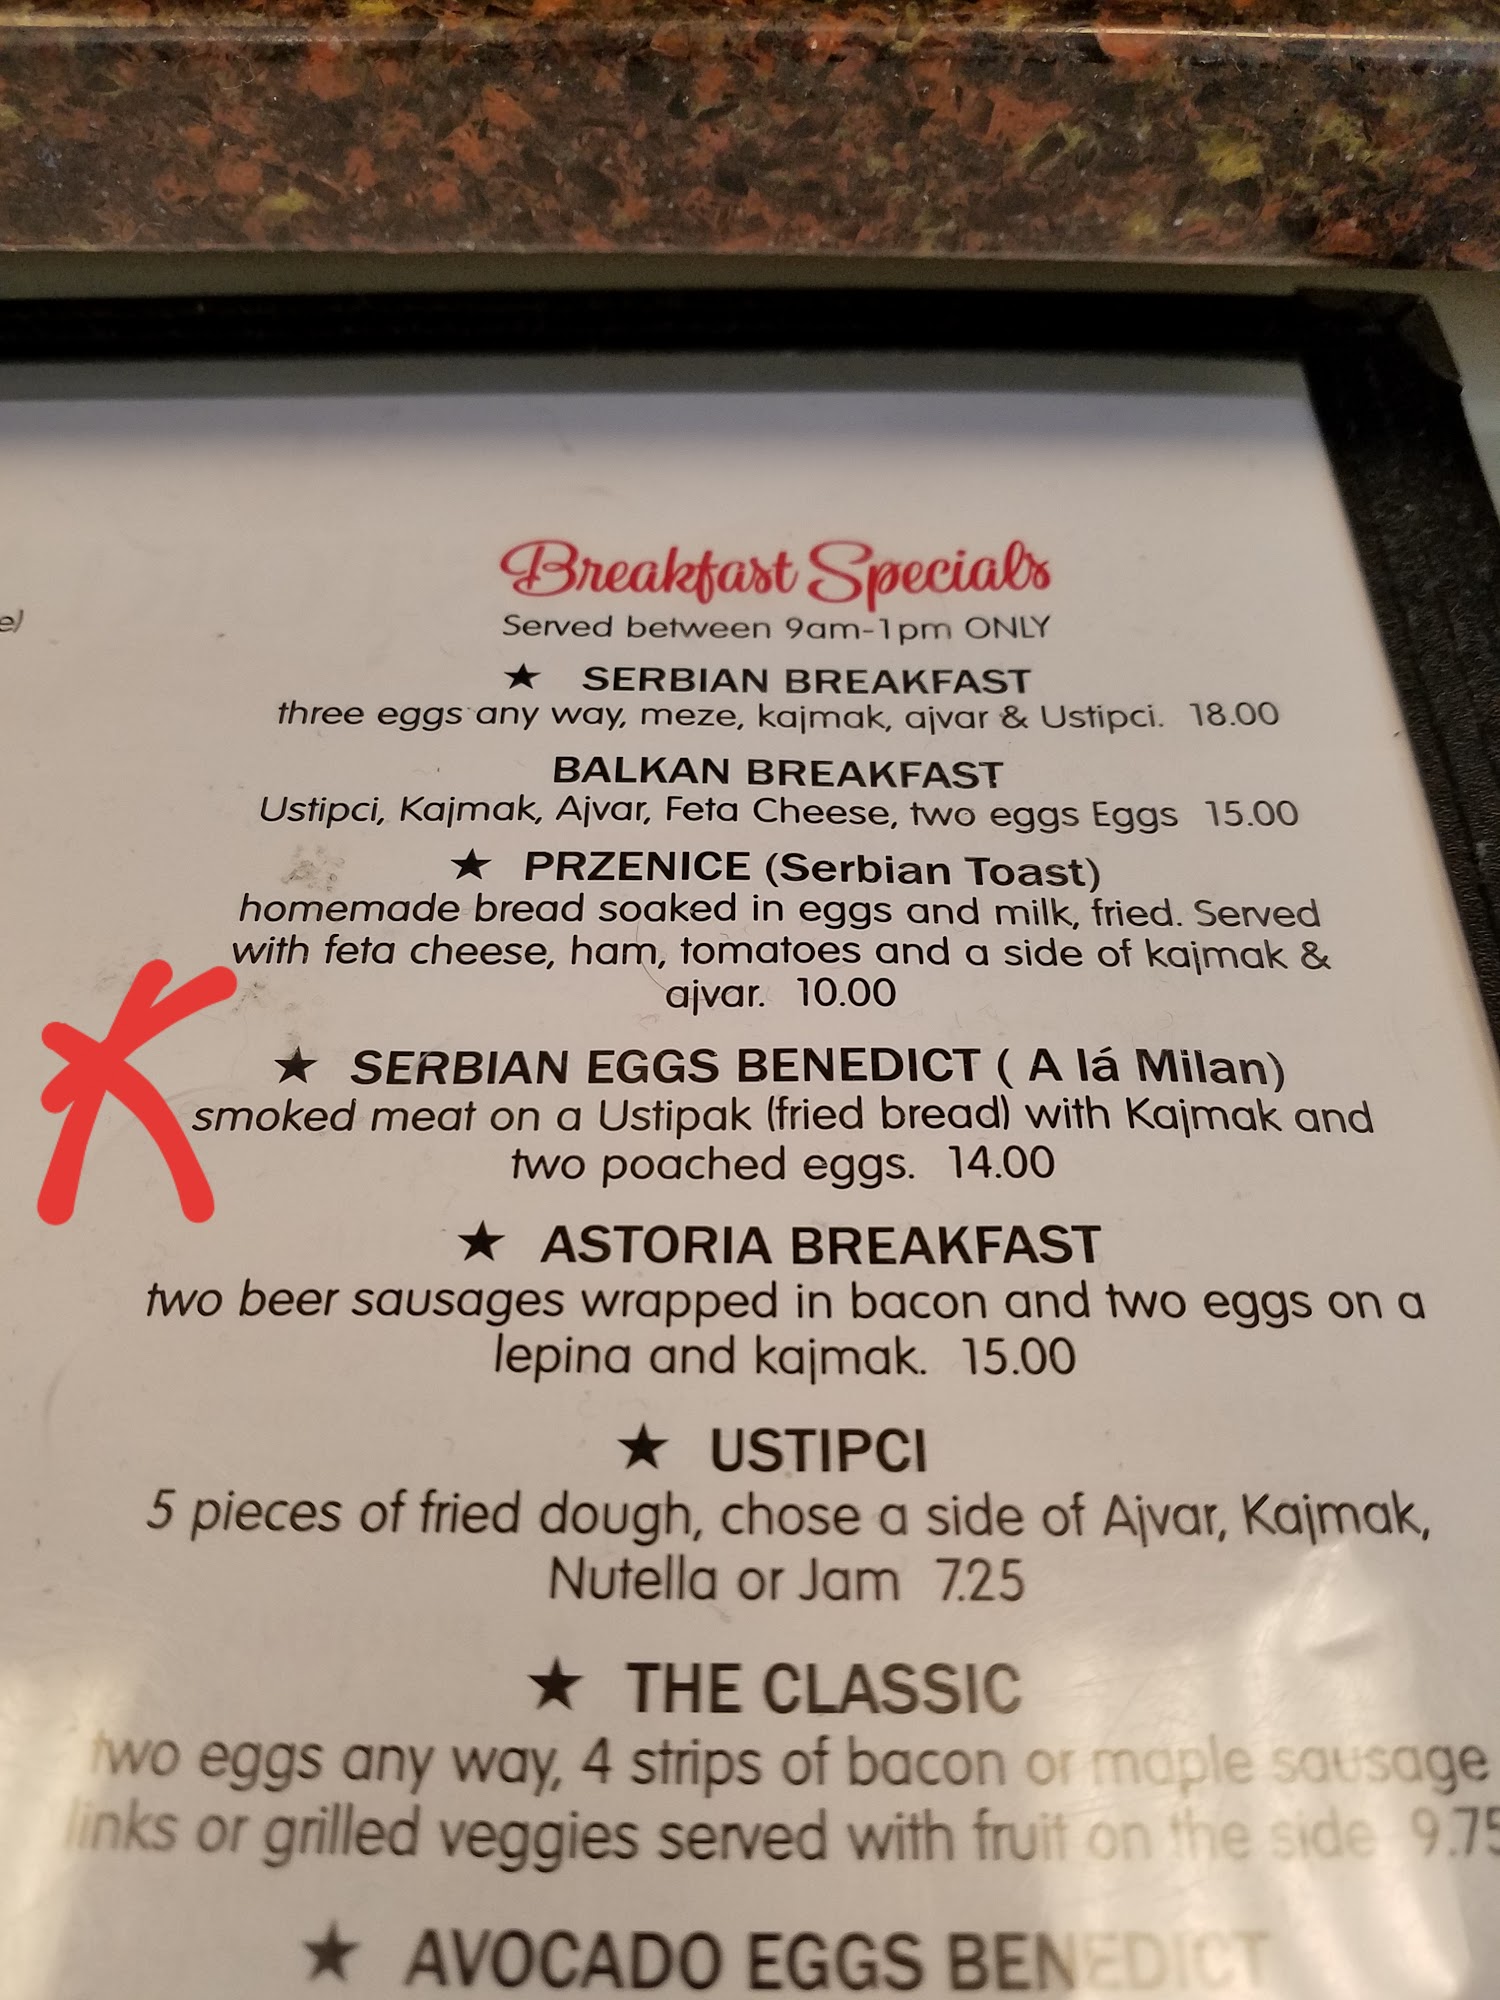 e)
Breakfast Specials
Served between 9am-1pm ONLY
★ SERBIAN BREAKFAST
three eggs any way, meze, kajmak, ajvar & Ustipci. 18.00
BALKAN BREAKFAST
Ustipci, Kajmak, Ajvar, Feta Cheese, two eggs Eggs 15.00
★ PRZENICE (Serbian Toast)
homemade bread soaked in eggs and milk, fried. Served
with feta cheese, ham, tomatoes and a side of kajmak &
ajvar. 10.00
★ SERBIAN EGGS BENEDICT ( A lá Milan)
smoked meat on a Ustipak (fried bread) with Kajmak and
two poached eggs. 14.00
★ ASTORIA BREAKFAST
two beer sausages wrapped in bacon and two eggs on a
lepina and kajmak. 15.00
★ USTIPCI
5 pieces of fried dough, chose a side of Ajvar, Kajmak,
Nutella or Jam 7.25
★ THE CLASSIC
two eggs any way, 4 strips of bacon or maple sausage
links or grilled veggies served with fruit on the side 9.75
★ AVOCADO EGGS BENEDICT